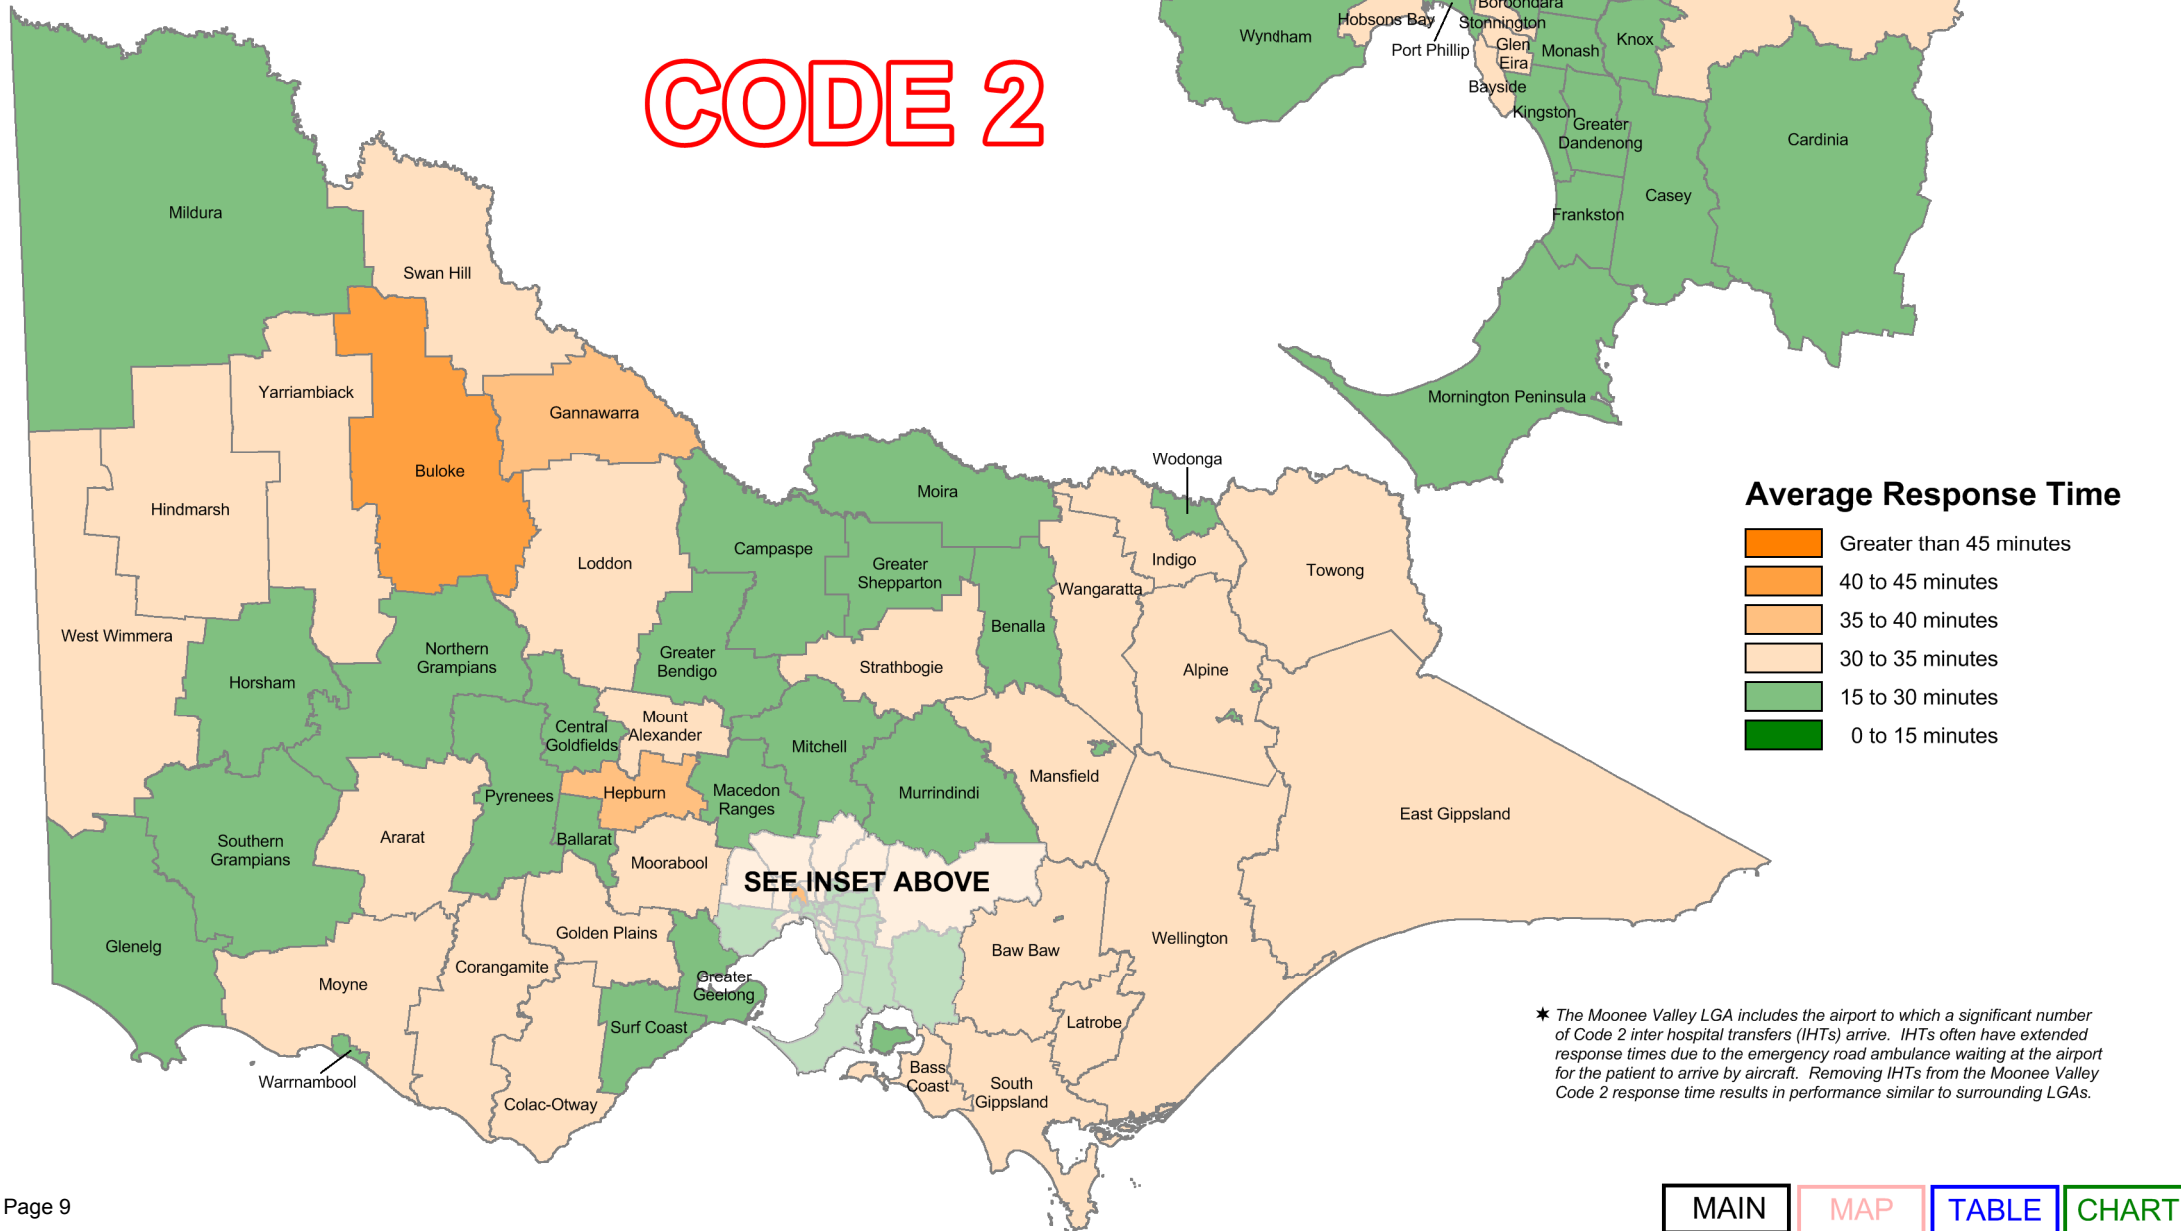 Boroondara
Hobsons Bay
Stonnington
Wyndham
Port Phillip
Glen
Eira
Monash
Knox
Bayside
Kingston
Greater
Dandenong
Cardinia
Casey
Frankston
Mornington Peninsula
CODE 2
Mildura
Swan Hill
Yarriambiack
Gannawarra
Buloke
Hindmarsh
Loddon
Moira
Wodonga
Campaspe
Greater
Shepparton
Indigo
Wangaratta
Towong
West Wimmera
Benalla
Northern
Grampians
Greater
Bendigo
Strathbogie
Alpine
Horsham
Central
Goldfields
Mount
Alexander
Mitchell
Mansfield
Pyrenees
Hepburn
Macedon
Ranges
Murrindindi
East Gippsland
Southern
Grampians
Ararat
Ballarat
Moorabool
SEE INSET ABOVE
Glenelg
Golden Plains
Baw Baw
Wellington
Moyne
Corangamite
Greater
Geelong
Surf Coast
Latrobe
Warrnambool
Bass
Coast
South
Gippsland
Colac-Otway
Average Response Time
Greater than 45 minutes
40 to 45 minutes
35 to 40 minutes
30 to 35 minutes
15 to 30 minutes
0 to 15 minutes
✶ The Moonee Valley LGA includes the airport to which a significant number
of Code 2 inter hospital transfers (IHTs) arrive.  IHTs often have extended
response times due to the emergency road ambulance waiting at the airport
for the patient to arrive by aircraft.  Removing IHTs from the Moonee Valley
Code 2 response time results in performance similar to surrounding LGAs.
Page 9
MAIN
MAP
TABLE
CHART